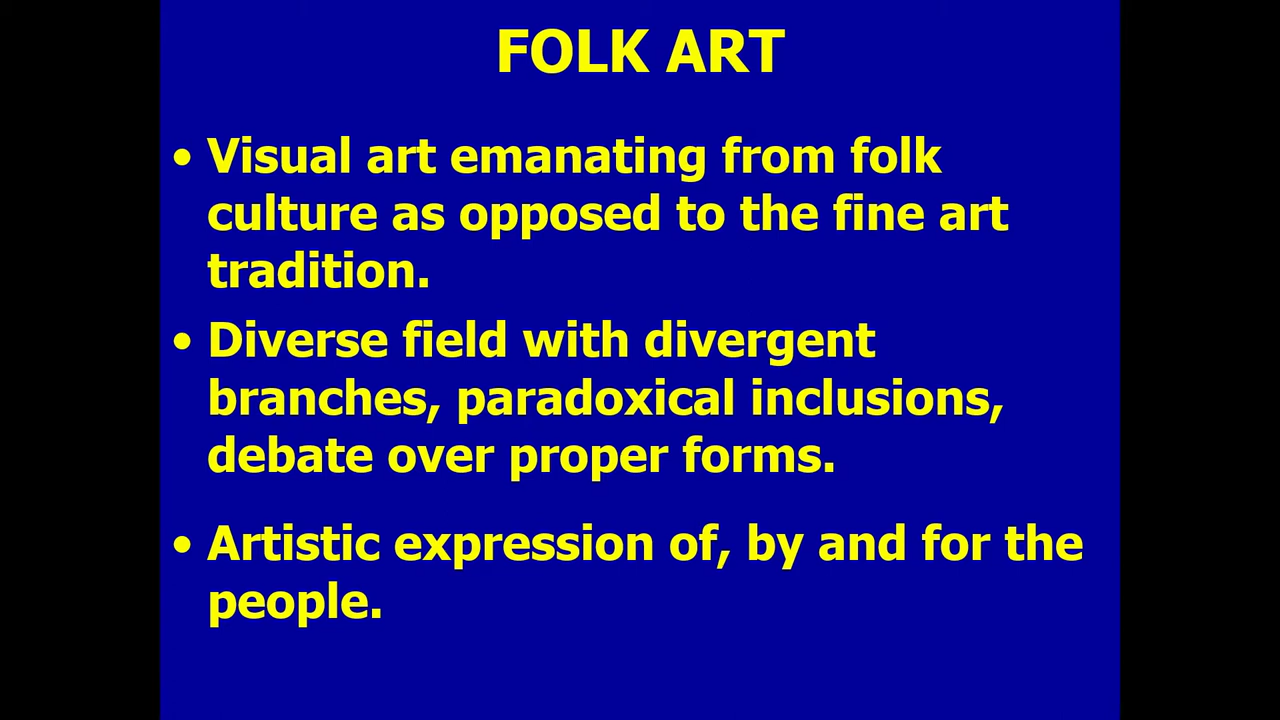 FOLK ART
• Visual art emanating from folk
culture as opposed to the fine art
tradition.
• Diverse field with divergent
branches, paradoxical inclusions,
debate over proper forms.
• Artistic expression of, by and for the
people.